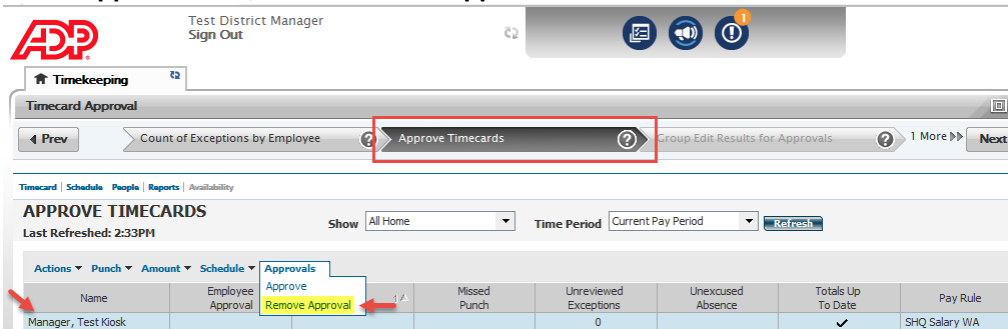 Test District Manager
ADP
Sign Out
1
Timekeeping
Timecard Approval
Prev
Count of Exceptions by Employee
?
Approve Timecards
?
Group Edit Results for Approvals
?
1 More
Next
Timecard | Schedule People | Reports | Availability
APPROVE TIMECARDS
Last Refreshed: 2:33PM
Show All Home Time Period Current Pay Period Refresh
Actions Punch Amount Schedule Approvals
Approve
Remove Approval
Name
Employee
Approval
1
Missed
Punch
Unreviewed
Exceptions
Unexcused
Absence
Totals Up
To Date
Pay Rule
Manager, Test Kiosk 0 SHQ Salary WA